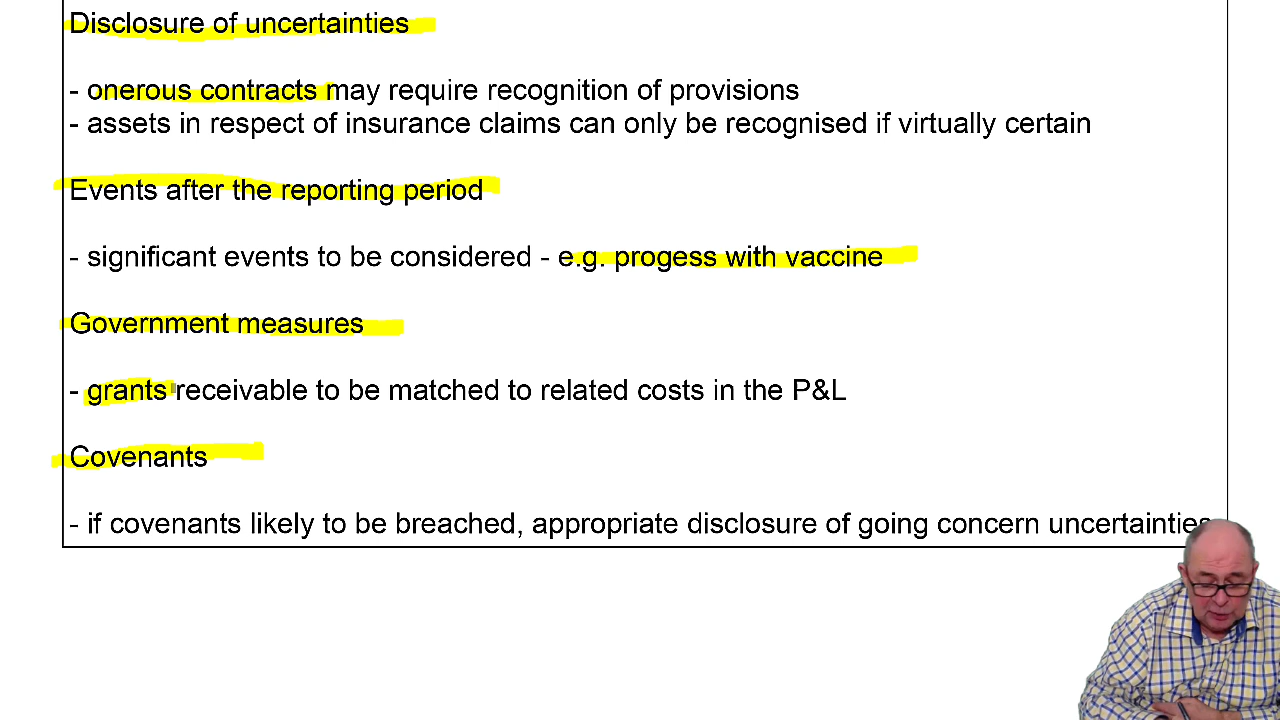 Disclosure of uncertainties
- onerous contracts may require recognition of provisions
- assets in respect of insurance claims can only be recognised if virtually certain
Events after the reporting period
- significant events to be considered - e.g. progess with vaccine
Government measures
- grants receivable to be matched to related costs in the P&L
Covenants
- if covenants likely to be breached, appropriate disclosure of going concern uncertainties